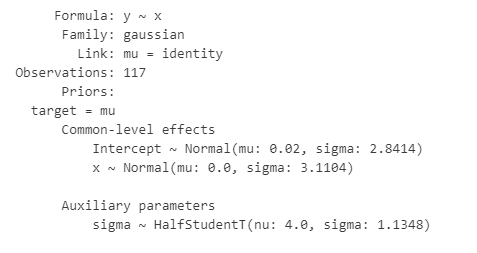 Formula: y ~ x
Family: gaussian
Link: mu = identity
Observations: 117
Priors:
target = mu
Common-level effects
Intercept ~ Normal(mu: 0.02, sigma: 2.8414)
x ~ Normal(mu: 0.0, sigma: 3.1104)
Auxiliary parameters
sigma ~ HalfStudentT(nu: 4.0, sigma: 1.1348)